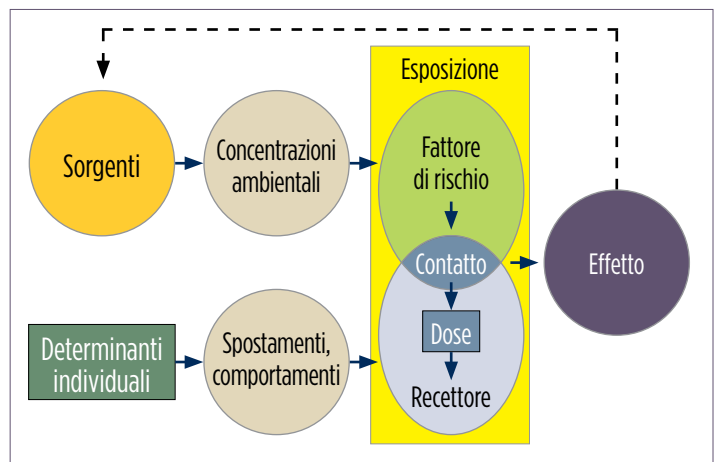 Esposizione
Sorgenti
Concentrazioni
ambientali
Fattore
di rischio
Contatto
Effetto
Determinanti
individuali
Spostamenti,
comportamenti
Dose
Recettore